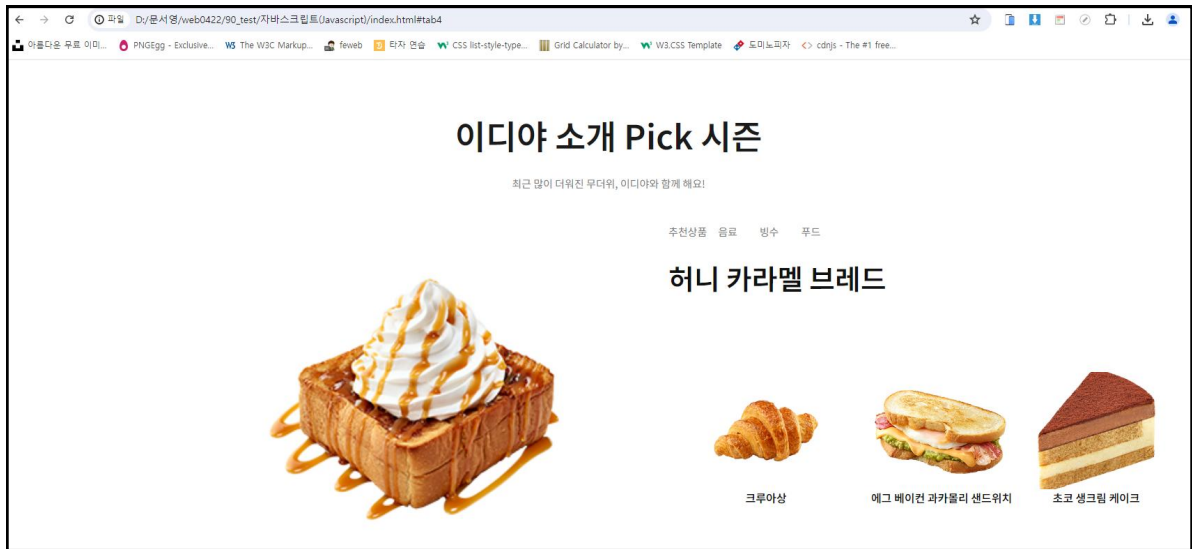 파일 D:/문서영/web0422/90_test/자바스크립트(Javascript)/index.html#tab4
아름다운 무료 이미... PNGEgg - Exclusive... W3 The W3C Markup... feweb 타자 연습 CSS list-style-type... Grid Calculator by... W3.CSS Template 도미노피자 cdnjs - The #1 free...
이디야 소개 Pick 시즌
최근 많이 더워진 무더위, 이디야와 함께 해요!
추천상품 음료 빙수 푸드
허니 카라멜 브레드
크루아상 에그 베이컨 과카몰리 샌드위치 초코 생크림 케이크